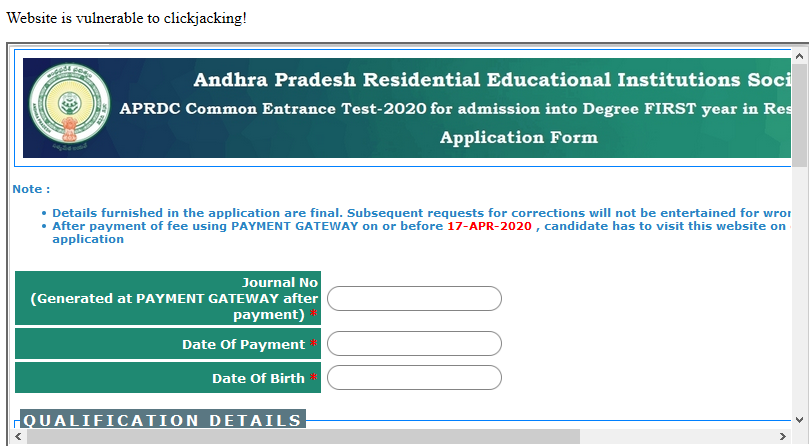 Website is vulnerable to clickjacking!
Andhra Pradesh Residential Educational Institutions Soci
APRDC Common Entrance Test-2020 for admission into Degree FIRST year in Res
Application Form
Note :
• Details furnished in the application are final. Subsequent requests for corrections will not be entertained for wron
• After payment of fee using PAYMENT GATEWAY on or before 17-APR-2020 , candidate has to visit this website on
application
Journal No
(Generated at PAYMENT GATEWAY after
payment) *
Date Of Payment *
Date Of Birth *
QUALIFICATION DETAILS